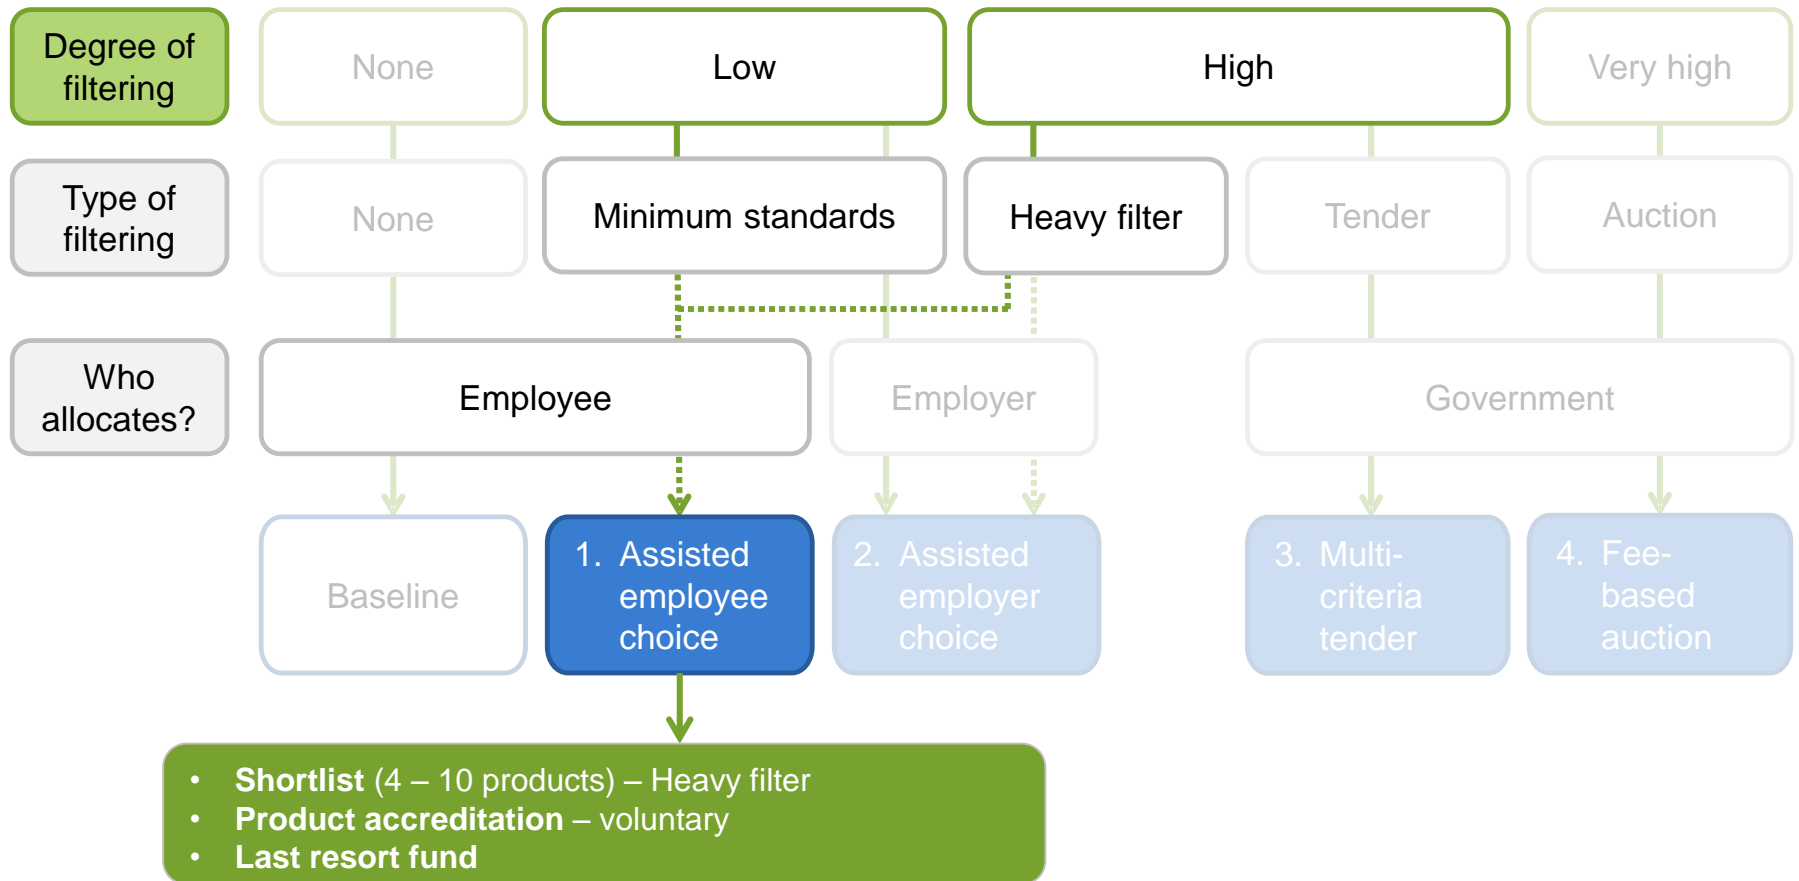 Degree of
filtering
None
Low
High
Very high
Type of
filtering
None
Minimum standards
Heavy filter
Tender
Auction
Who
allocates?
Employee
Employer
Government
Baseline
1. Assisted
employee
choice
2. Assisted
employer
choice
3. Multi-
criteria
tender
4. Fee-
based
auction
• Shortlist (4 – 10 products) – Heavy filter
• Product accreditation – voluntary
• Last resort fund